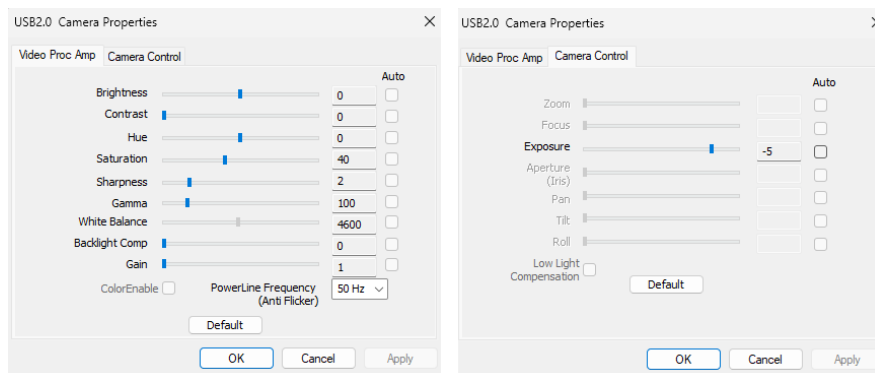 USB2.0 Camera Properties
Video Proc Amp Camera Control
Auto
Brightness 0
Contrast 0
Hue 0
Saturation 40
Sharpness 2
Gamma 100
White Balance 4600
Backlight Comp 0
Gain 1
ColorEnable PowerLine Frequency 50 Hz
(Anti Flicker)
Default
OK Cancel Apply
USB2.0 Camera Properties
Video Proc Amp Camera Control
Auto
Zoom
Focus
Exposure -5
Aperture
(Iris)
Pan
Tilt
Roll
Low Light
Compensation
Default
OK Cancel Apply